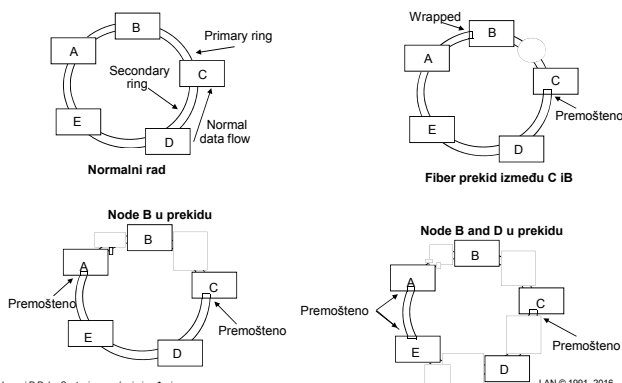 B
Primary ring
A
Secondary
ring
C
E
Normal
data flow
D
Normalni rad
Wrapped
B
A
C
Premošteno
E
D
Fiber prekid između C iB
Node B u prekidu
B
A
Premošteno
C
Premošteno
E
D
Node B and D u prekidu
B
A
Premošteno
C
Premošteno
E
D
LAN © 1991, 2016